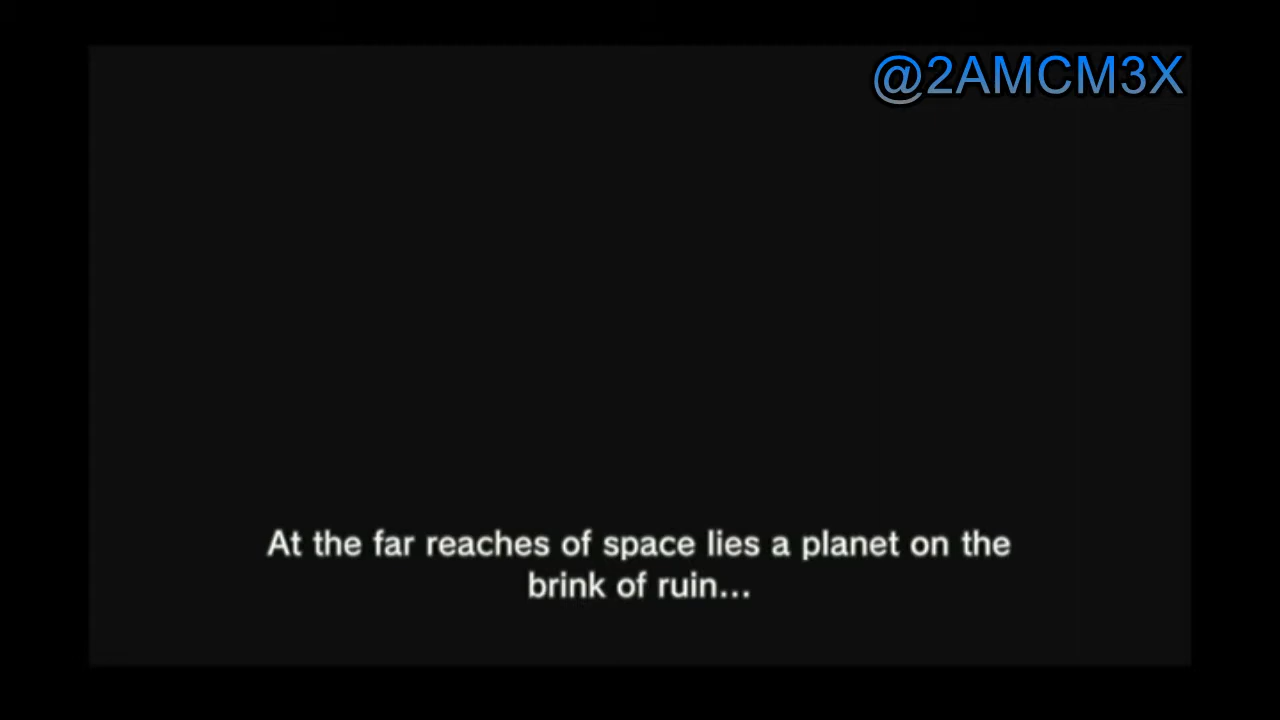 @2AMCM3X
At the far reaches of space lies a planet on the
brink of ruin...